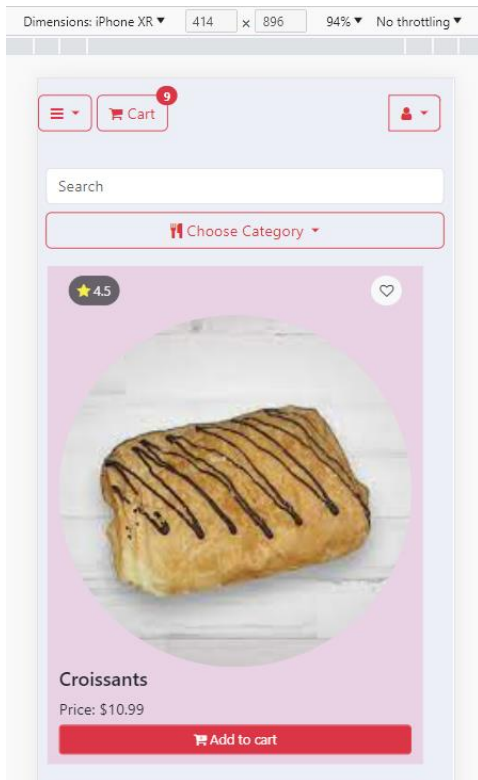 Dimensions: iPhone XR 414 x 896 94% No throttling
9
Cart
Search
Choose Category
4.5
Croissants
Price: $10.99
Add to cart